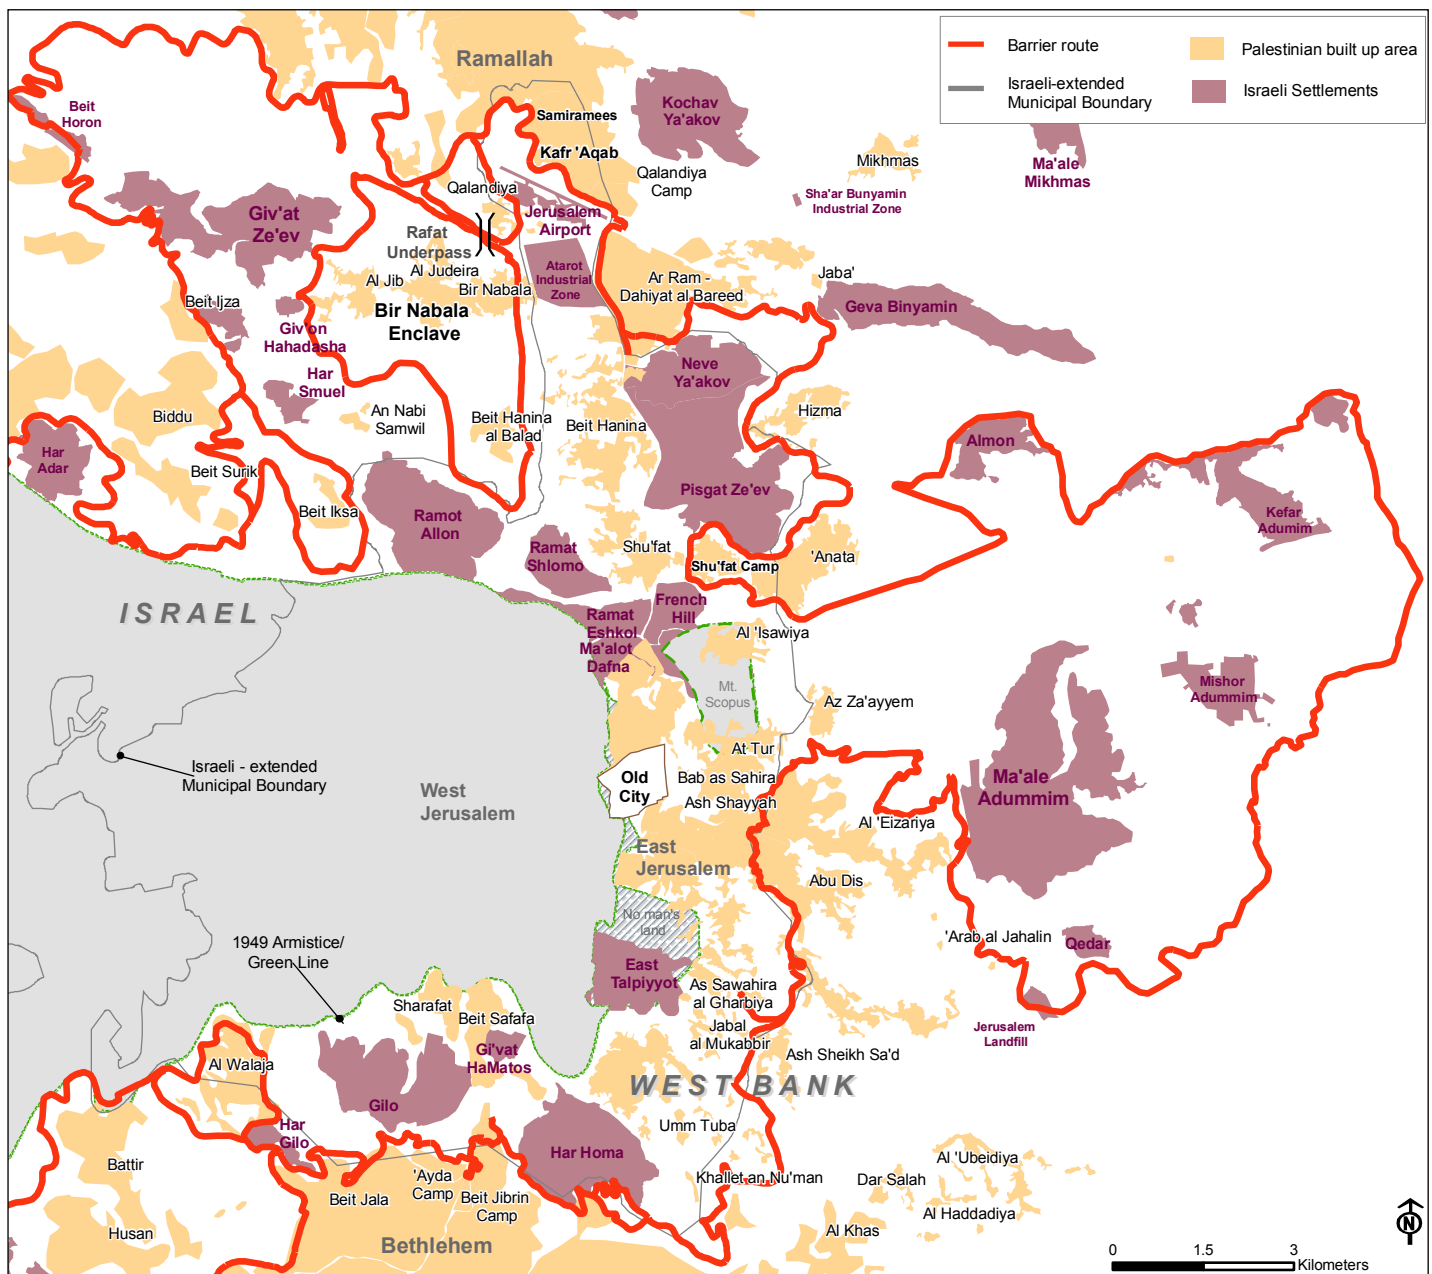 Barrier route
Israeli-extended
Municipal Boundary
Palestinian built up area
Israeli Settlements
Ramallah
Beit
Horon
Kochav
Ya'akov
Samiramees
Kafr 'Aqab
Qalandiya
Camp
Mikhmas
Ma'ale
Mikhmas
Sha'ar Bunyamin
Industrial Zone
Qalandiya
Giv'at
Ze'ev
Jerusalem
Airport
Rafat
Underpass
Al Jib
Al Judeira
Bir Nabala
Atarot
Industrial
Zone
Ar Ram -
Dahiyat al Bareed
Jaba'
Geva Binyamin
Beit Ijza
Bir Nabala
Enclave
Giv'on
Hahadasha
Har
Smuel
Neve
Ya'akov
Biddu
An Nabi
Samwil
Beit Hanina
al Balad
Beit Hanina
Hizma
Almon
Har
Adar
Beit Surik
Beit Iksa
Pisgat Ze'ev
Ramot
Allon
Kefar
Adumim
Ramat
Shlomo
Shu'fat
Shu'fat Camp
'Anata
ISRAEL
French
Hill
Ramat
Eshkol
Ma'alot
Dafna
Al 'Isawiya
Mt.
Scopus
Az Za'ayyem
Mishor
Adummim
At Tur
Israeli - extended
Municipal Boundary
West
Jerusalem
Old
City
Bab as Sahira
Ash Shayyah
Ma'ale
Adummim
Al 'Eizariya
East
Jerusalem
Abu Dis
No man's
land
1949 Armistice/
Green Line
'Arab al Jahalin
Qedar
East
Talpiyyot
As Sawahira
al Gharbiya
Sharafat
Beit Safafa
Jabal
al Mukabbir
Jerusalem
Landfill
Al Walaja
Gi'vat
HaMatos
Ash Sheikh Sa'd
WEST BANK
Gilo
Har
Gilo
Umm Tuba
Har Homa
Battir
Khallet an Nu'man
Al 'Ubeidiya
Dar Salah
Beit Jala
'Ayda
Camp
Beit Jibrin
Camp
Al Haddadiya
Husan
Al Khas
Bethlehem
N
0 1.5 3
Kilometers